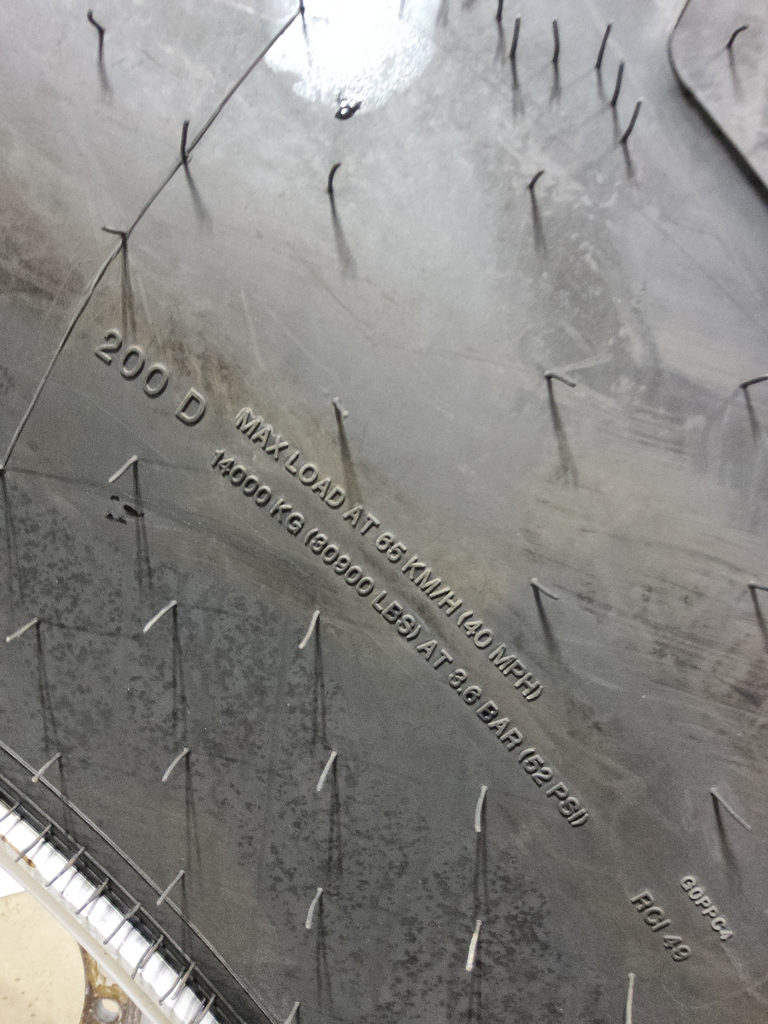 200 D
MAX LOAD AT 65 KM/H (40 MPH)
14000 KG (30900 LBS) AT 3.6 BAR (52 PSI)
G0PPC4
RCI 49